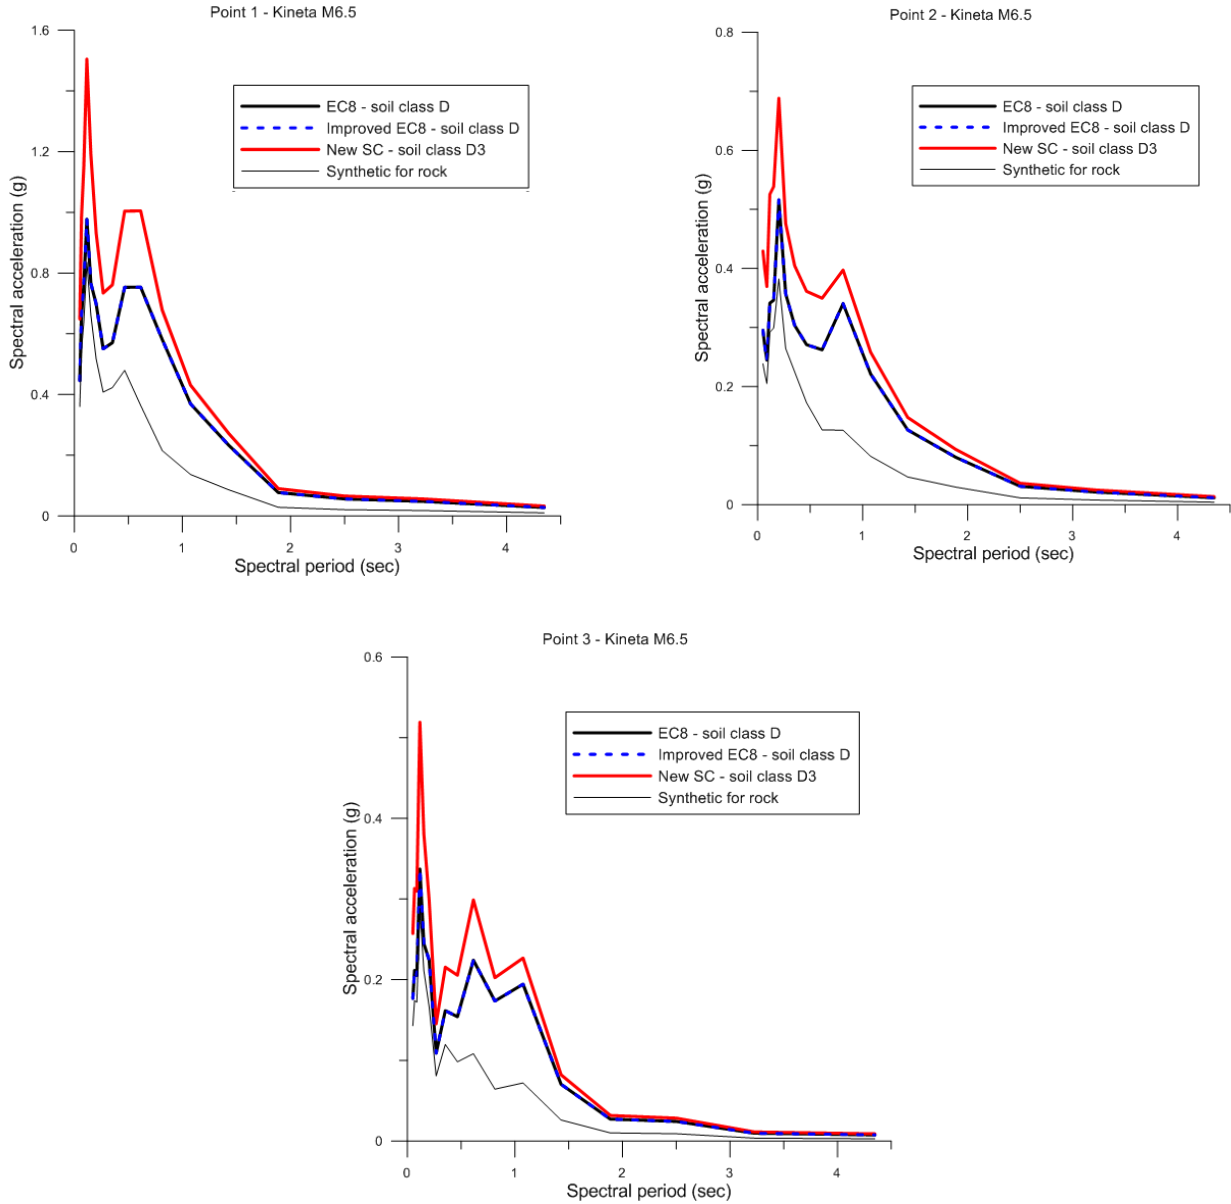 Point 1 - Kineta M6.5
1.6
1.2
0.8
0.4
0
Spectral acceleration (g)
EC8 - soil class D
Improved EC8 - soil class D
New SC - soil class D3
Synthetic for rock
0 1 2 3 4
Spectral period (sec)
Point 2 - Kineta M6.5
0.8
0.6
0.4
0.2
0
Spectral acceleration (g)
EC8 - soil class D
Improved EC8 - soil class D
New SC - soil class D3
Synthetic for rock
0 1 2 3 4
Spectral period (sec)
Point 3 - Kineta M6.5
0.6
0.4
0.2
0
Spectral acceleration (g)
EC8 - soil class D
Improved EC8 - soil class D
New SC - soil class D3
Synthetic for rock
0 1 2 3 4
Spectral period (sec)